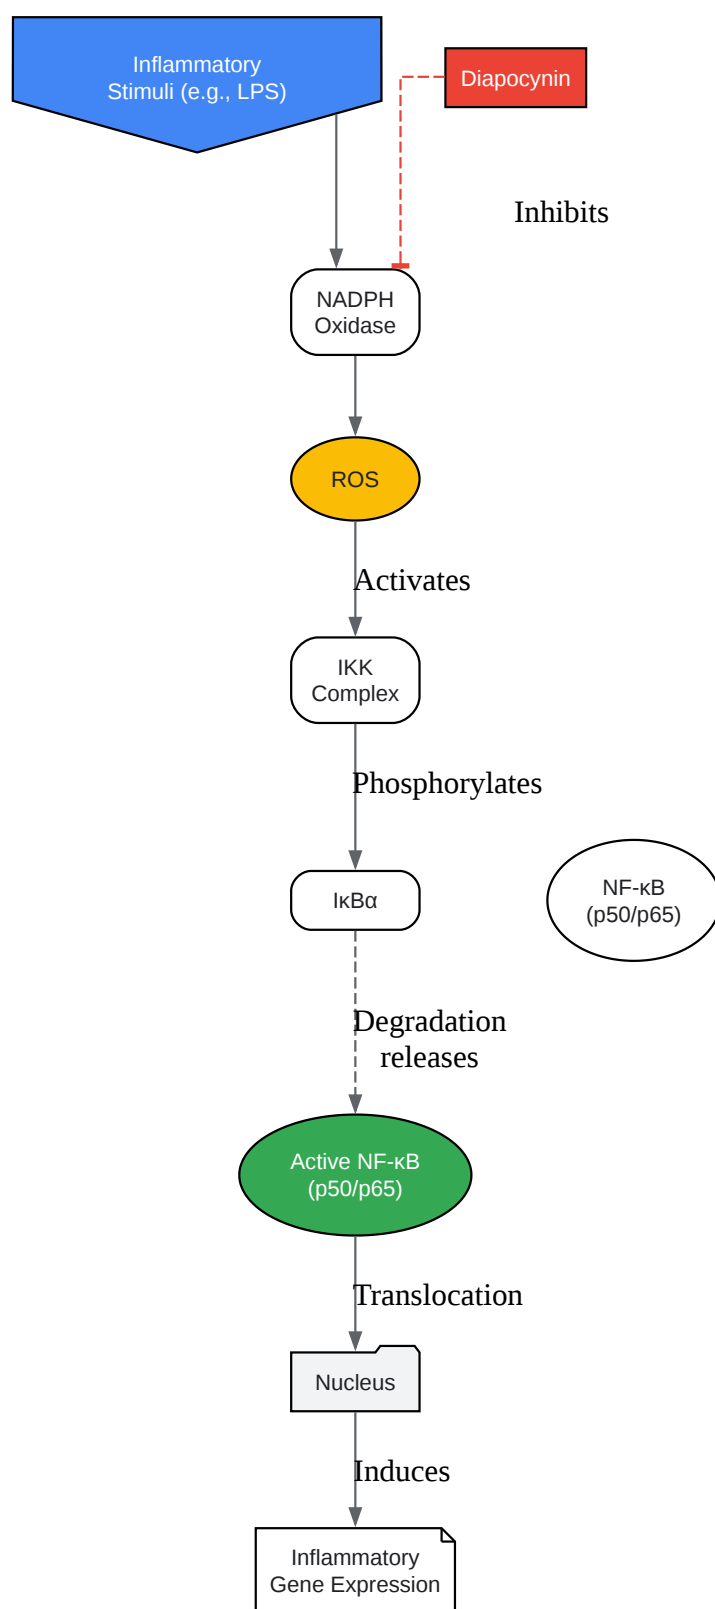 Inflammatory
Stimuli (e.g., LPS)
Diapocynin
Inhibits
NADPH
Oxidase
ROS
Activates
IKK
Complex
Phosphorylates
IκBα
NF-κB
(p50/p65)
Degradation
releases
Active NF-κB
(p50/p65)
Translocation
Nucleus
Induces
Inflammatory
Gene Expression